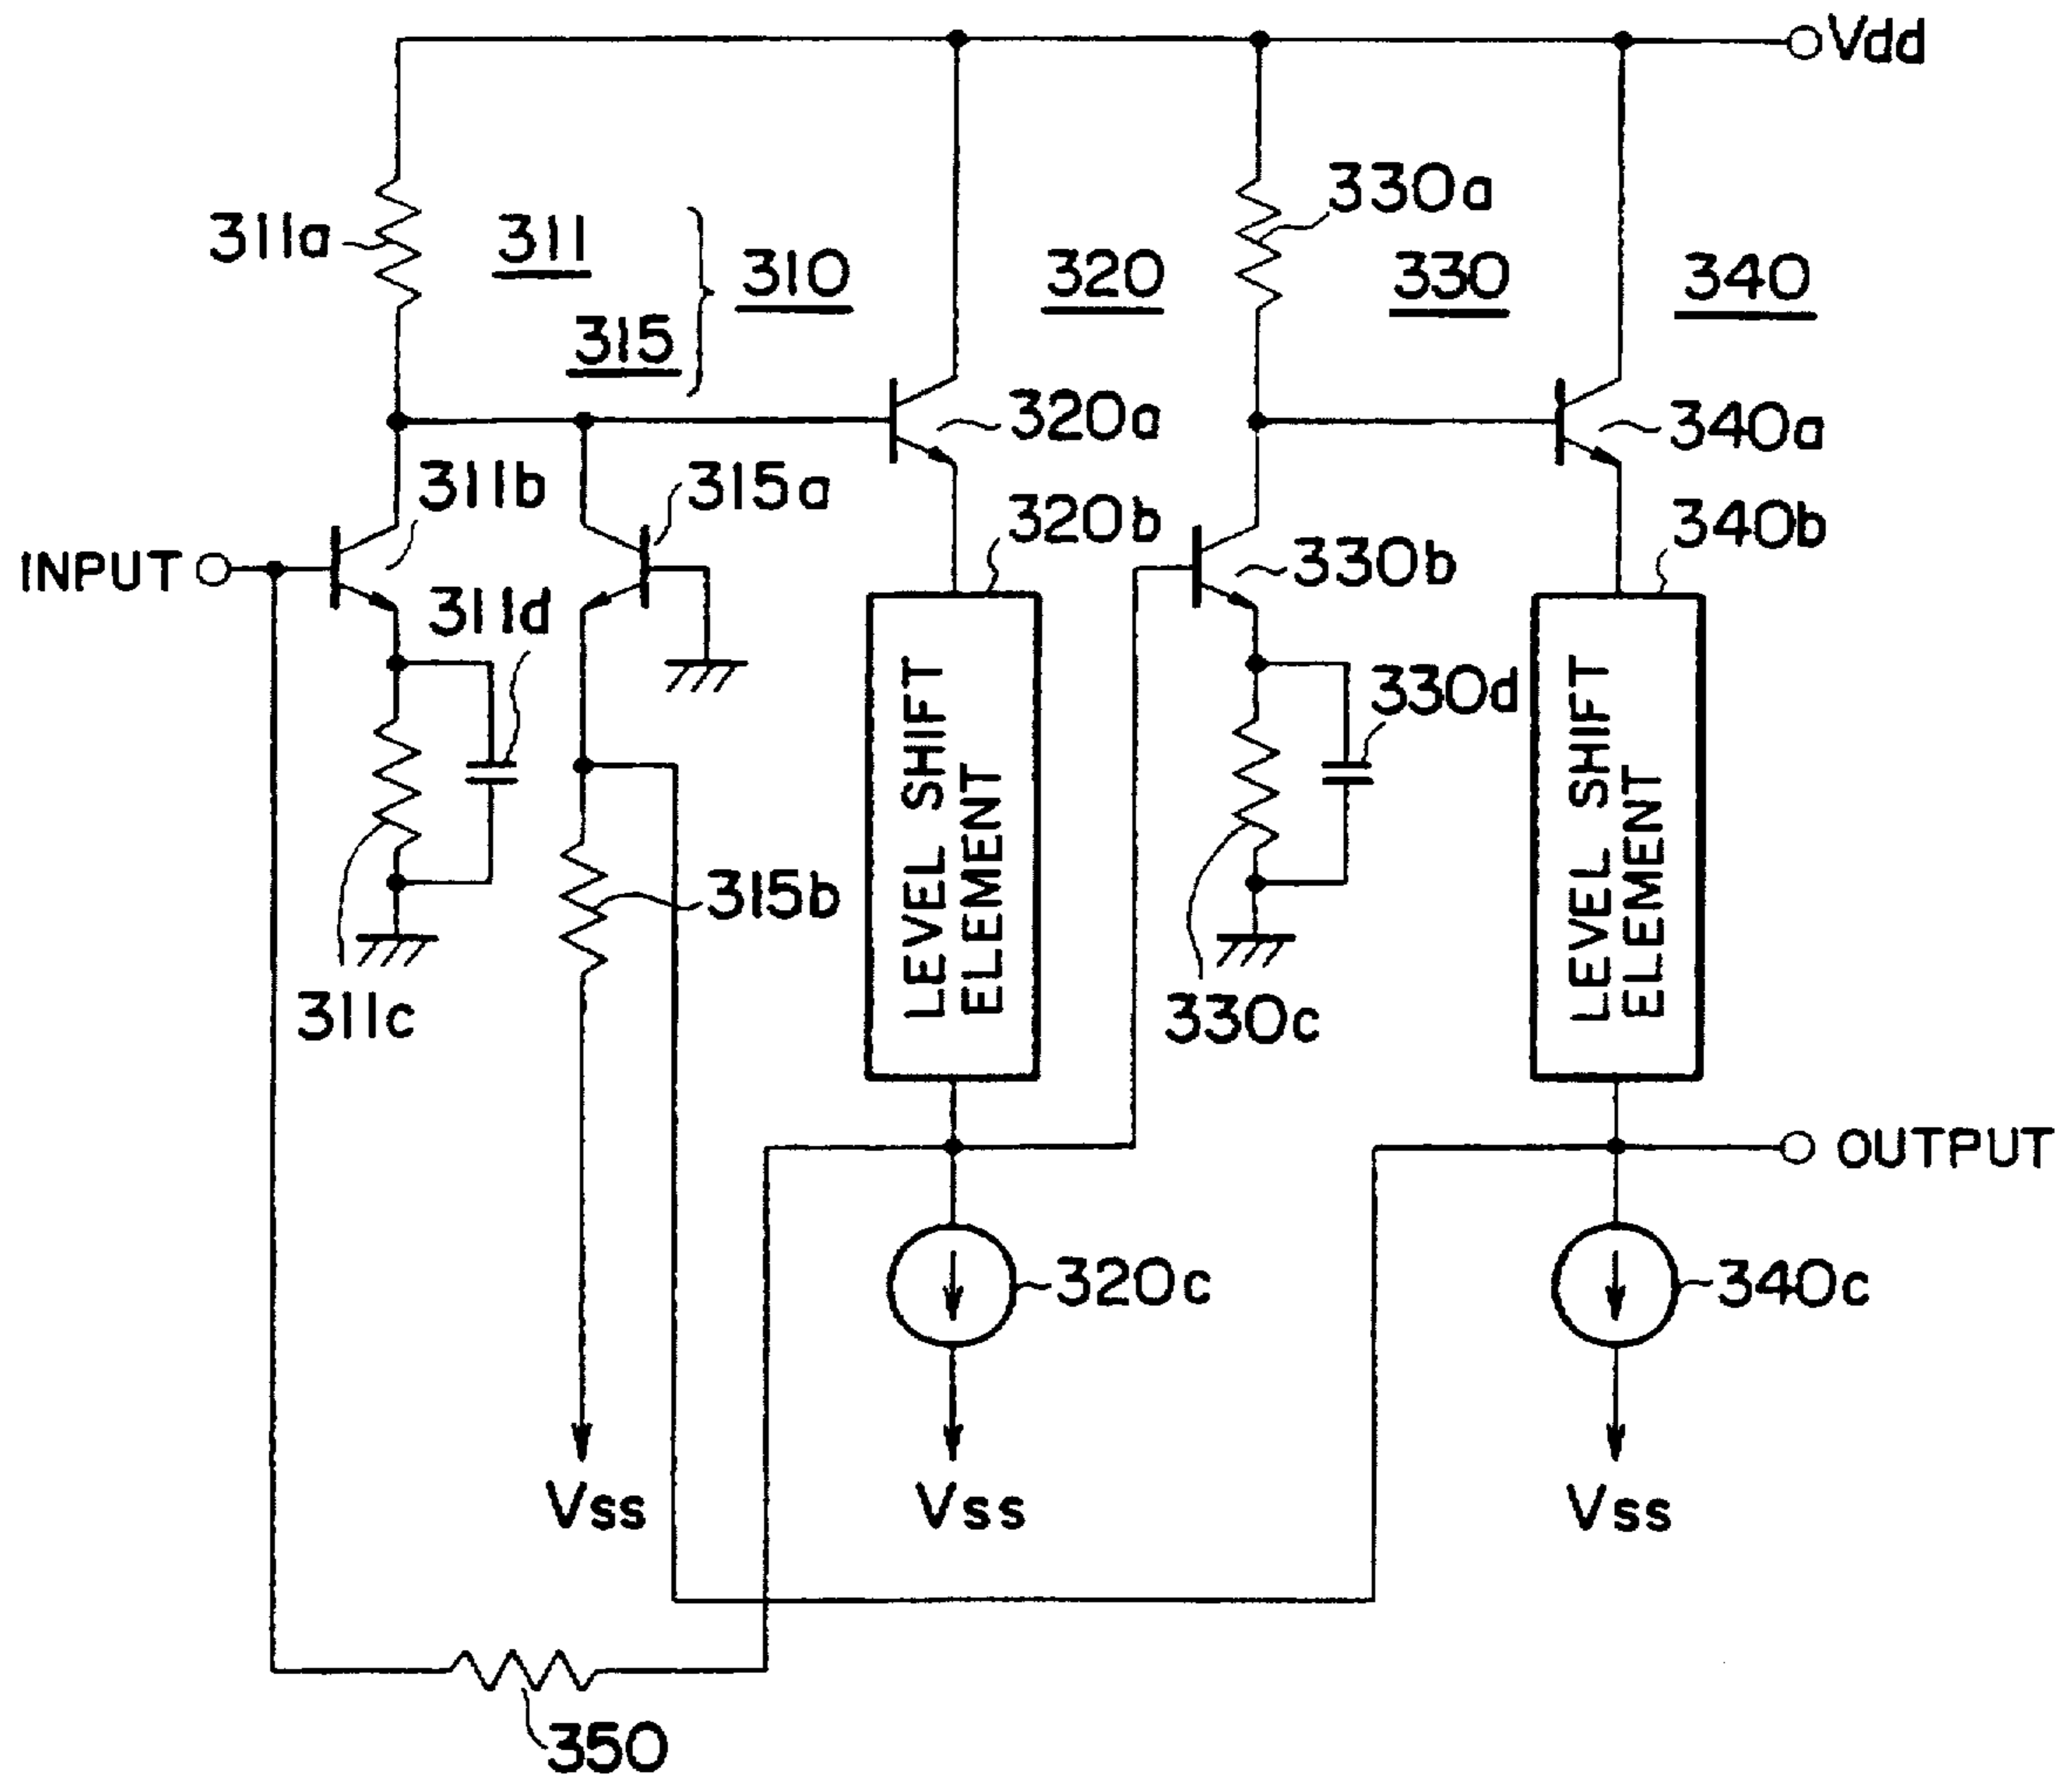 Vdd
330a
311a
311
310
320
330
340
315
320a
340a
311b
315a
320b
340b
INPUT
330b
311d
330d
LEVEL SHIFT
ELEMENT
LEVEL SHIFT
ELEMENT
315b
311c
330c
OUTPUT
320c
340c
Vss
Vss
Vss
350